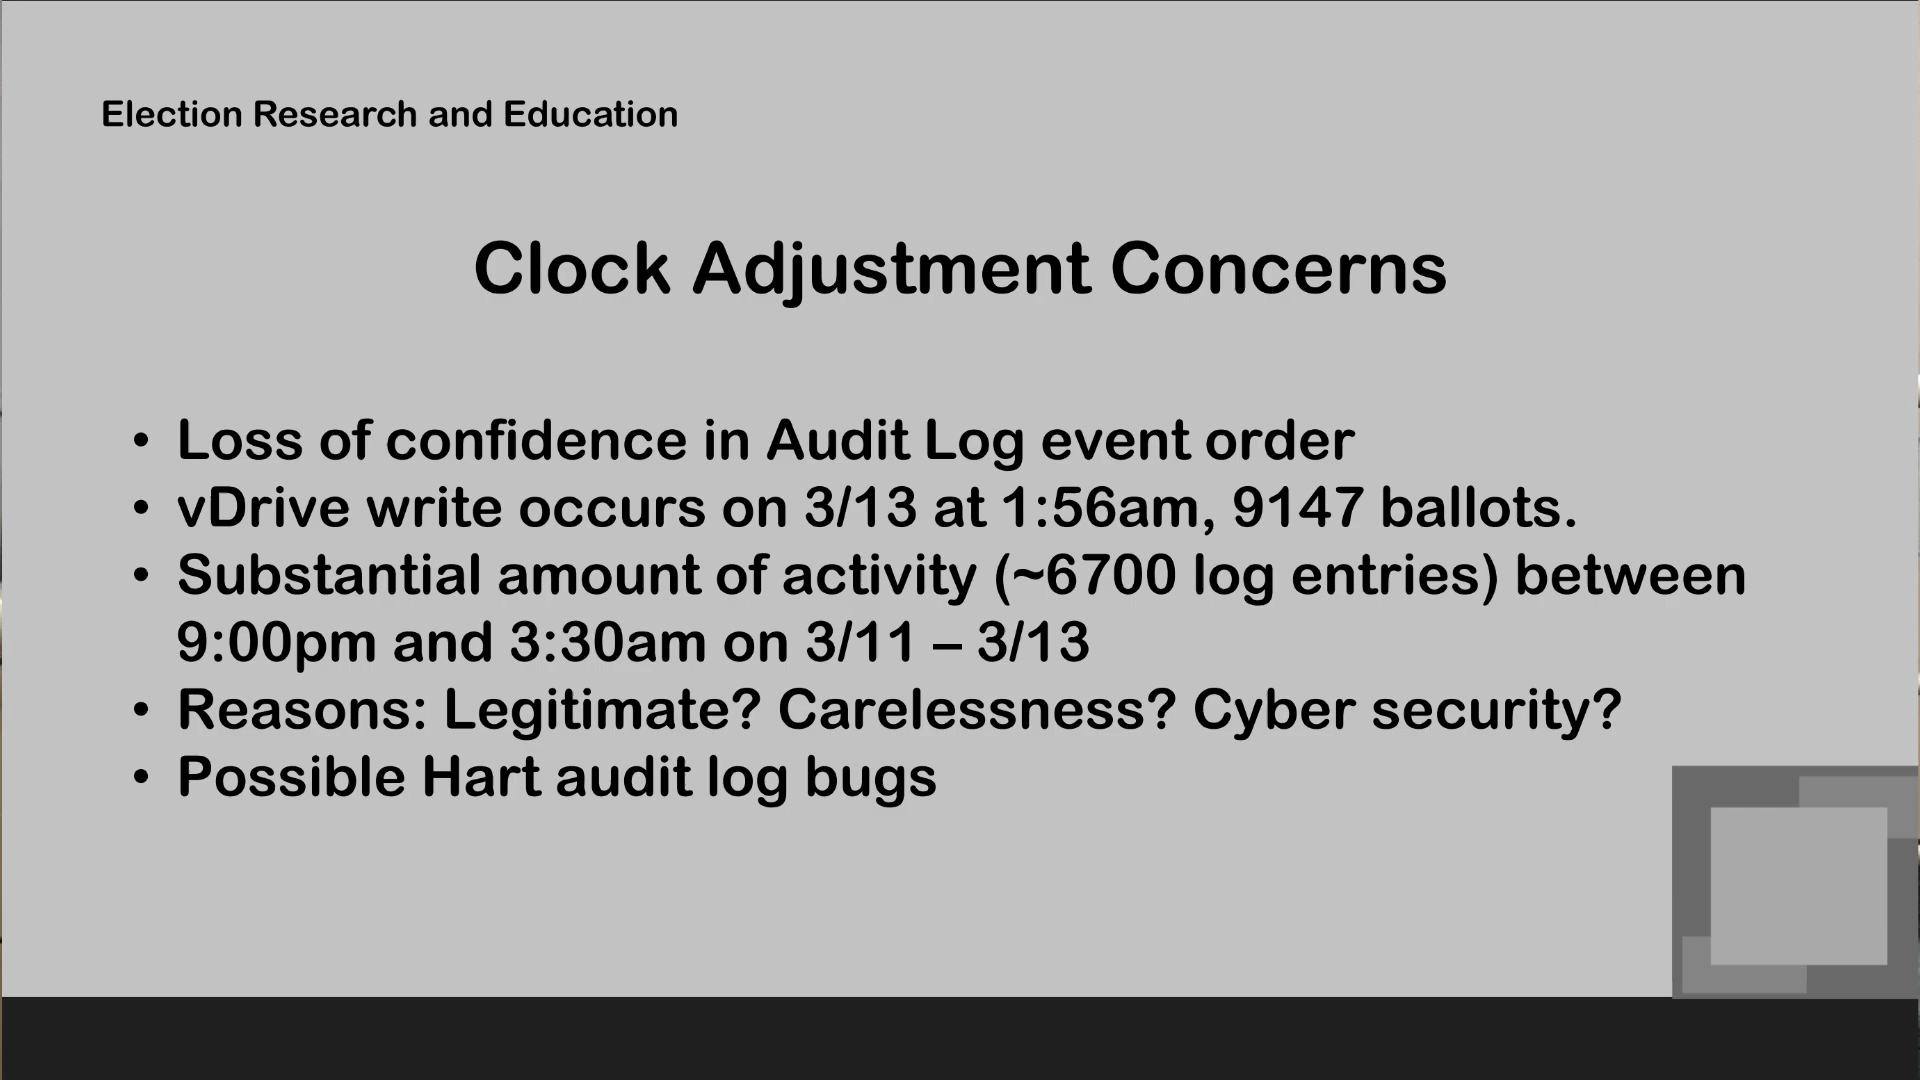 Election Research and Education
Clock Adjustment Concerns
• Loss of confidence in Audit Log event order
• vDrive write occurs on 3/13 at 1:56am, 9147 ballots.
• Substantial amount of activity (~6700 log entries) between
9:00pm and 3:30am on 3/11 – 3/13
• Reasons: Legitimate? Carelessness? Cyber security?
• Possible Hart audit log bugs